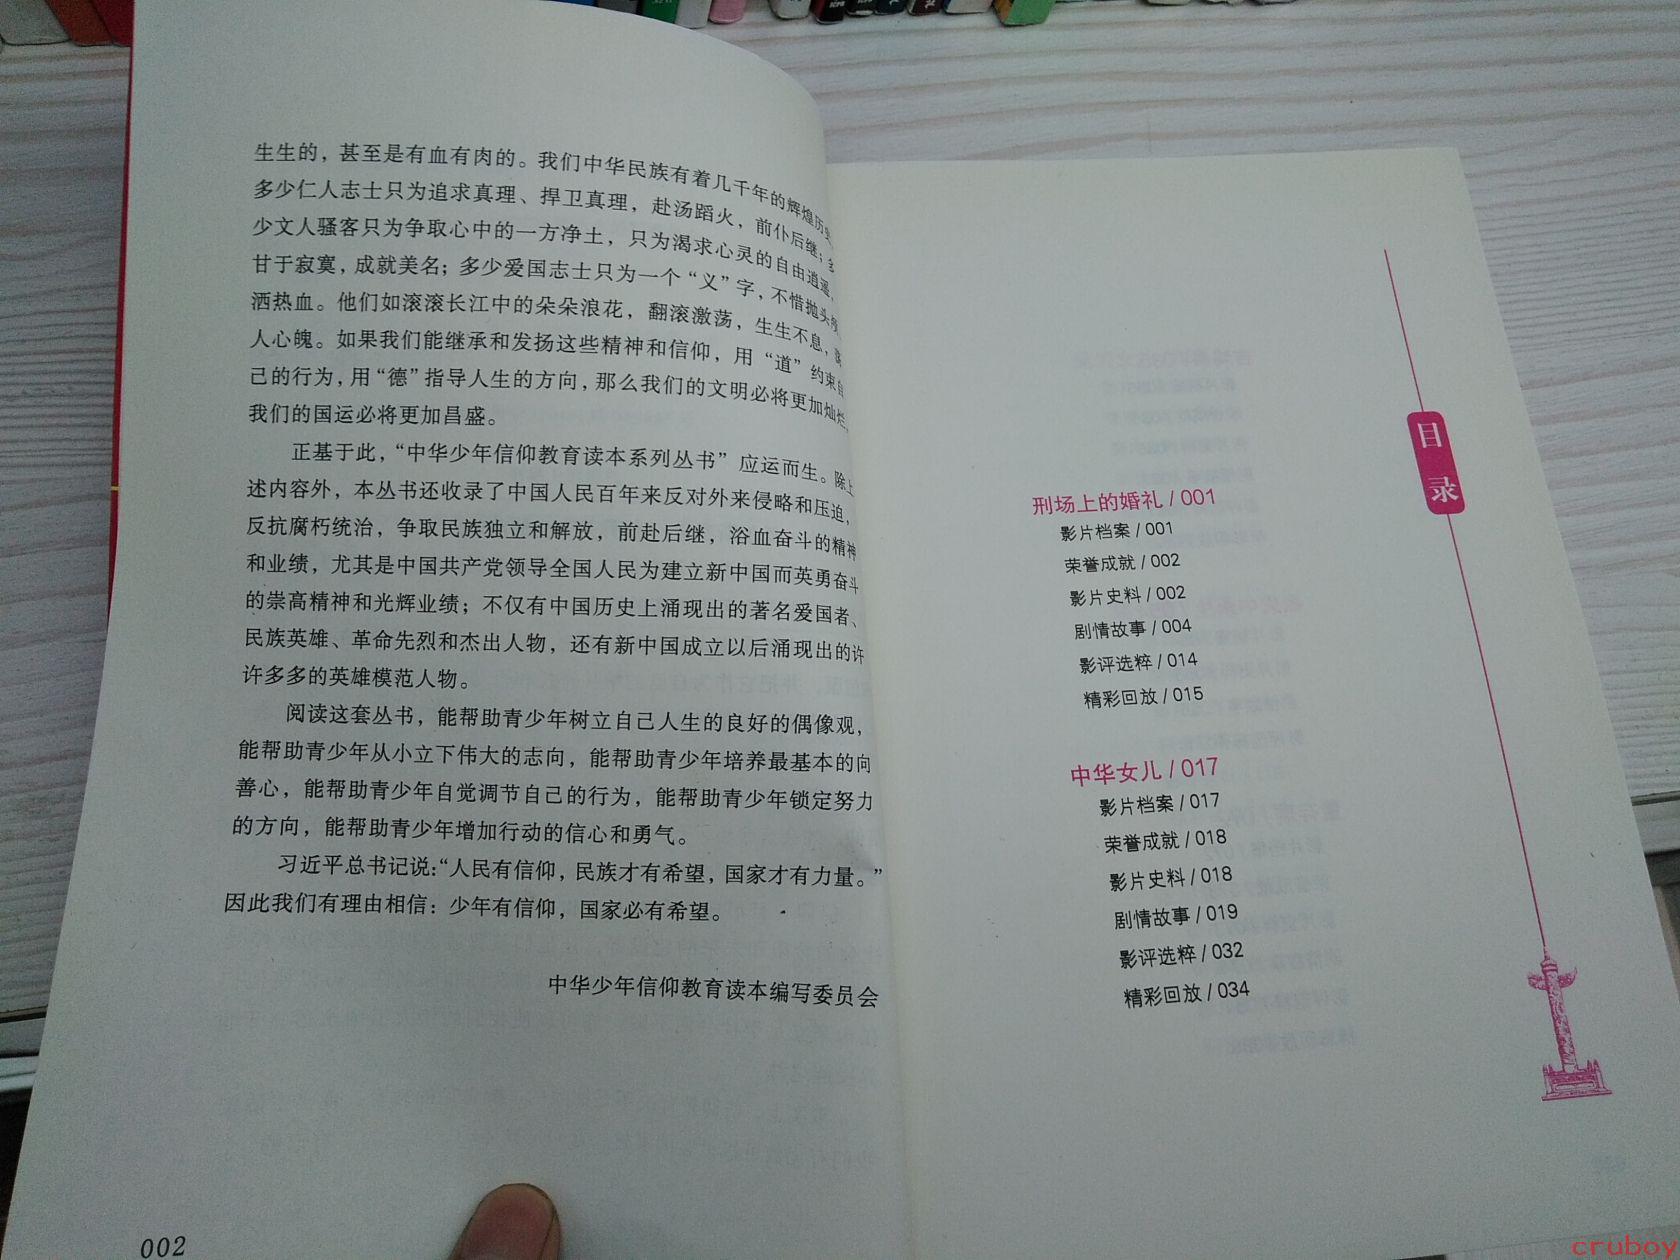 生生的，甚至是有血有肉的。我们中华民族有着几千年的辉煌历史，
多少仁人志士只为追求真理、捍卫真理，赴汤蹈火，前仆后继；多
少文人骚客只为争取心中的一方净土，只为渴求心灵的自由逍遥，
甘于寂寞，成就美名；多少爱国志士只为一个“义”字，不惜抛头颅、
洒热血。他们如滚滚长江中的朵朵浪花，翻滚激荡，生生不息，
人心魄。如果我们能继承和发扬这些精神和信仰，用“道”约束自
己的行为，用“德”指导人生的方向，那么我们的文明必将更加灿烂，
我们的国运必将更加昌盛。
正基于此，“中华少年信仰教育读本系列丛书”应运而生。除上
述内容外，本丛书还收录了中国人民百年来反对外来侵略和压迫，
反抗腐朽统治，争取民族独立和解放，前赴后继，浴血奋斗的精神
和业绩，尤其是中国共产党领导全国人民为建立新中国而英勇奋斗
的崇高精神和光辉业绩；不仅有中国历史上涌现出的著名爱国者、
民族英雄、革命先烈和杰出人物，还有新中国成立以后涌现出的许
许多多的英雄模范人物。
阅读这套丛书，能帮助青少年树立自己人生的良好的偶像观，
能帮助青少年从小立下伟大的志向，能帮助青少年培养最基本的向
善心，能帮助青少年自觉调节自己的行为，能帮助青少年锁定努力
的方向，能帮助青少年增加行动的信心和勇气。
习近平总书记说：“人民有信仰，民族才有希望，国家才有力量。”
因此我们有理由相信：少年有信仰，国家必有希望。
中华少年信仰教育读本编写委员会
002
目录
刑场上的婚礼 / 001
影片档案 / 001
荣誉成就 / 002
影片史料 / 002
剧情故事 / 004
影评选粹 / 014
精彩回放 / 015
中华女儿 / 017
影片档案 / 017
荣誉成就 / 018
影片史料 / 018
剧情故事 / 019
影评选粹 / 032
精彩回放 / 034
cruboy